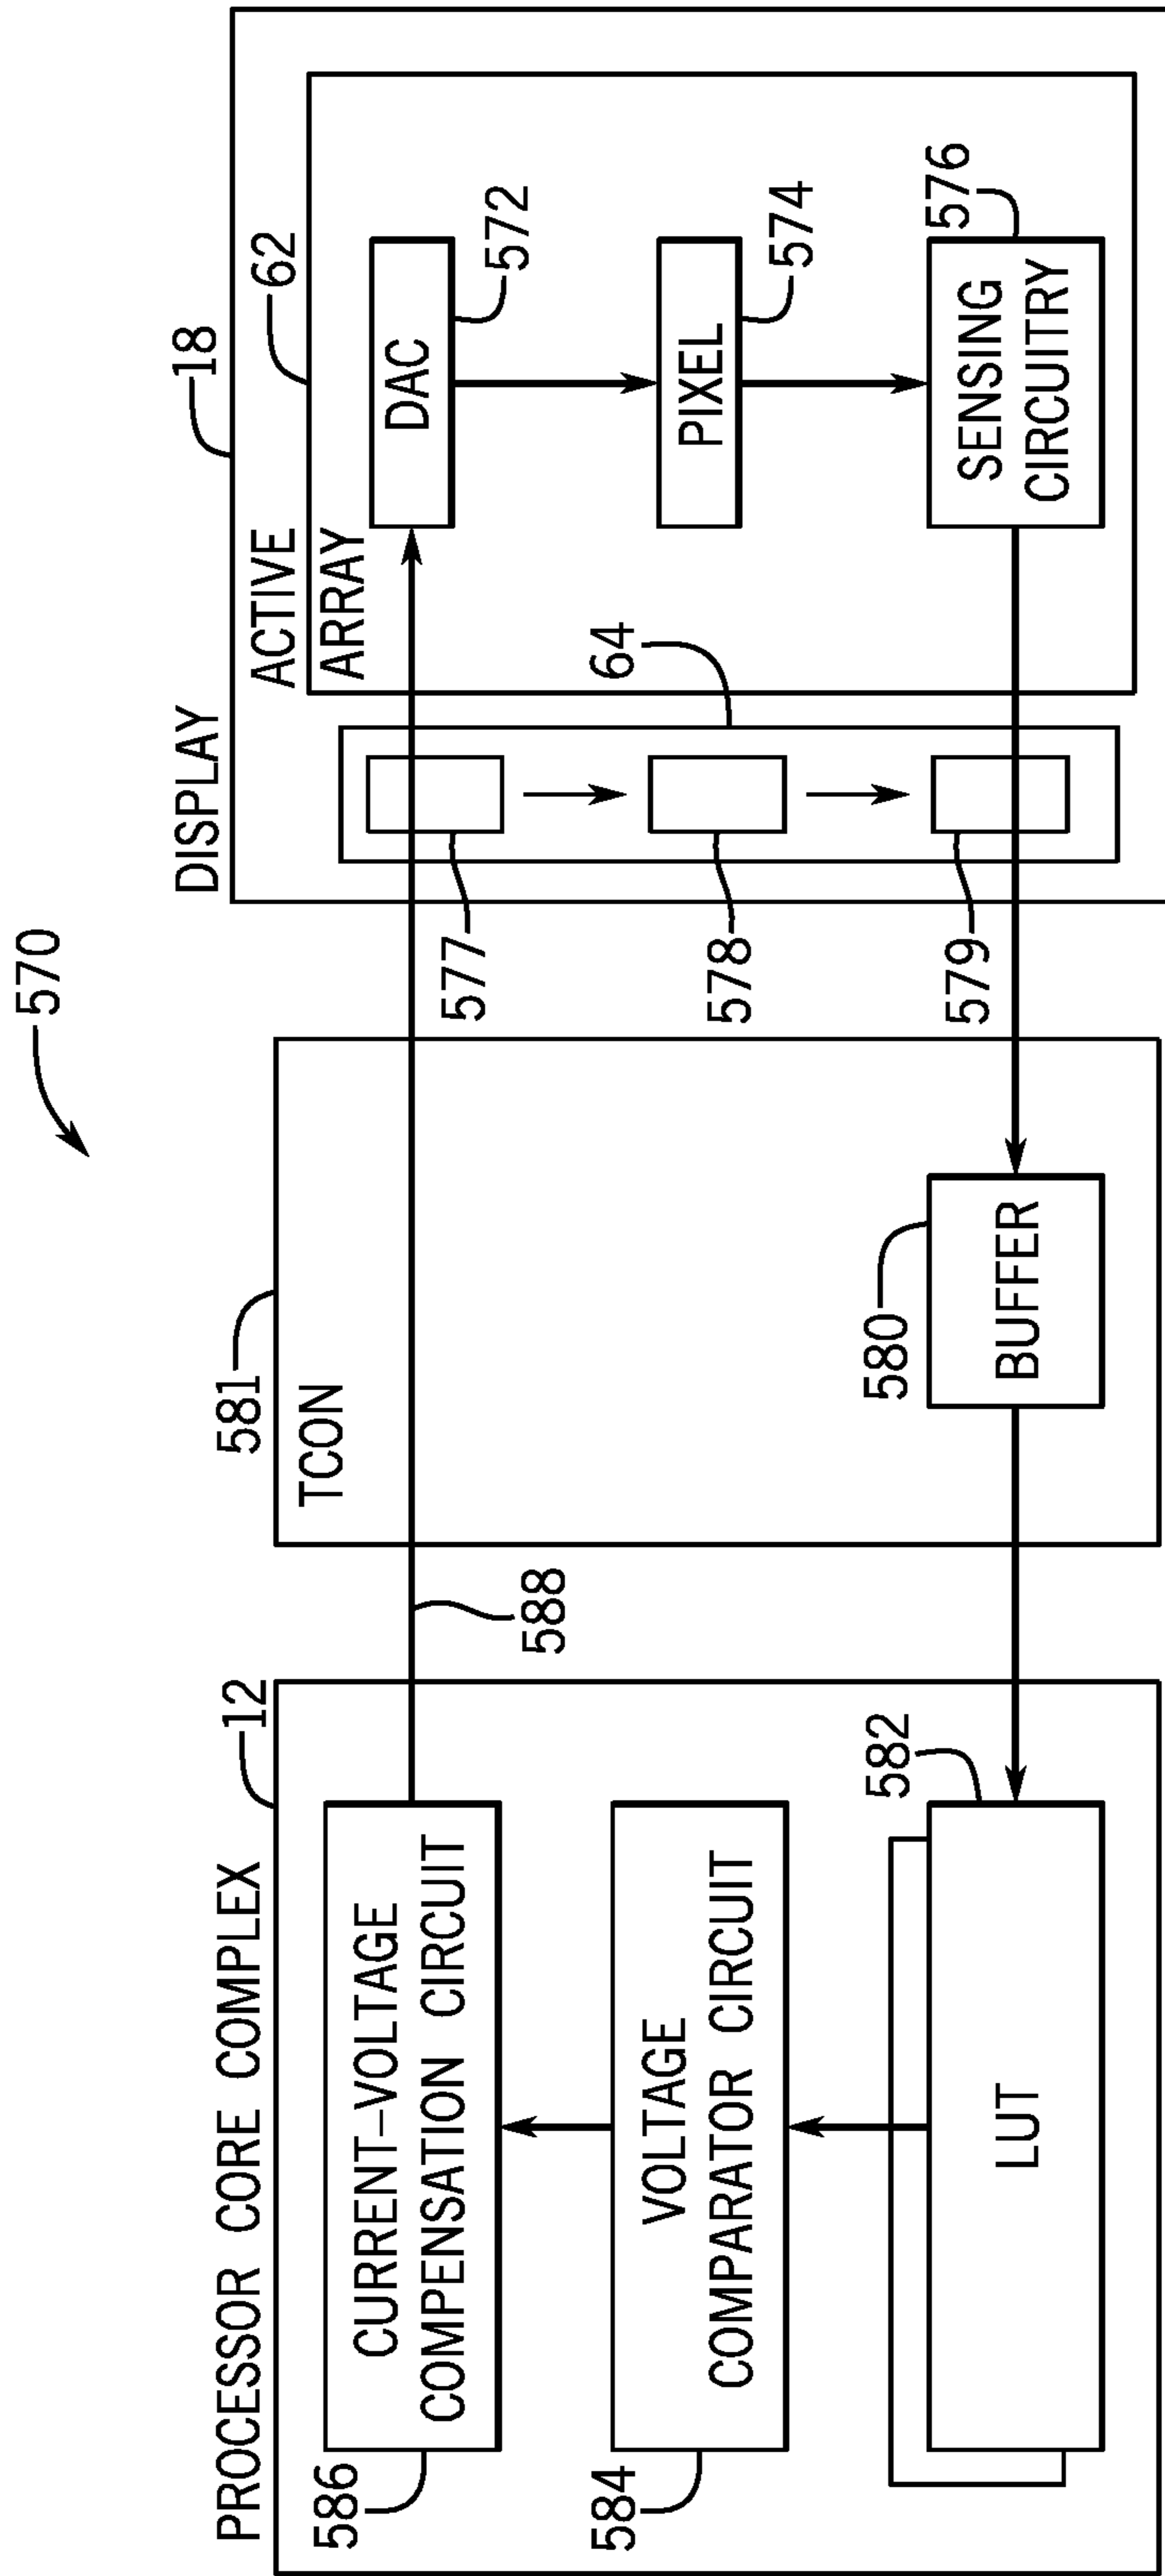 570
PROCESSOR CORE COMPLEX
12
586
CURRENT-VOLTAGE
COMPENSATION CIRCUIT
584
VOLTAGE
COMPARATOR CIRCUIT
582
LUT
588
581
TCON
580
BUFFER
DISPLAY
18
577
578
579
64
ACTIVE
ARRAY
62
DAC
572
PIXEL
574
SENSING
CIRCUITRY
576